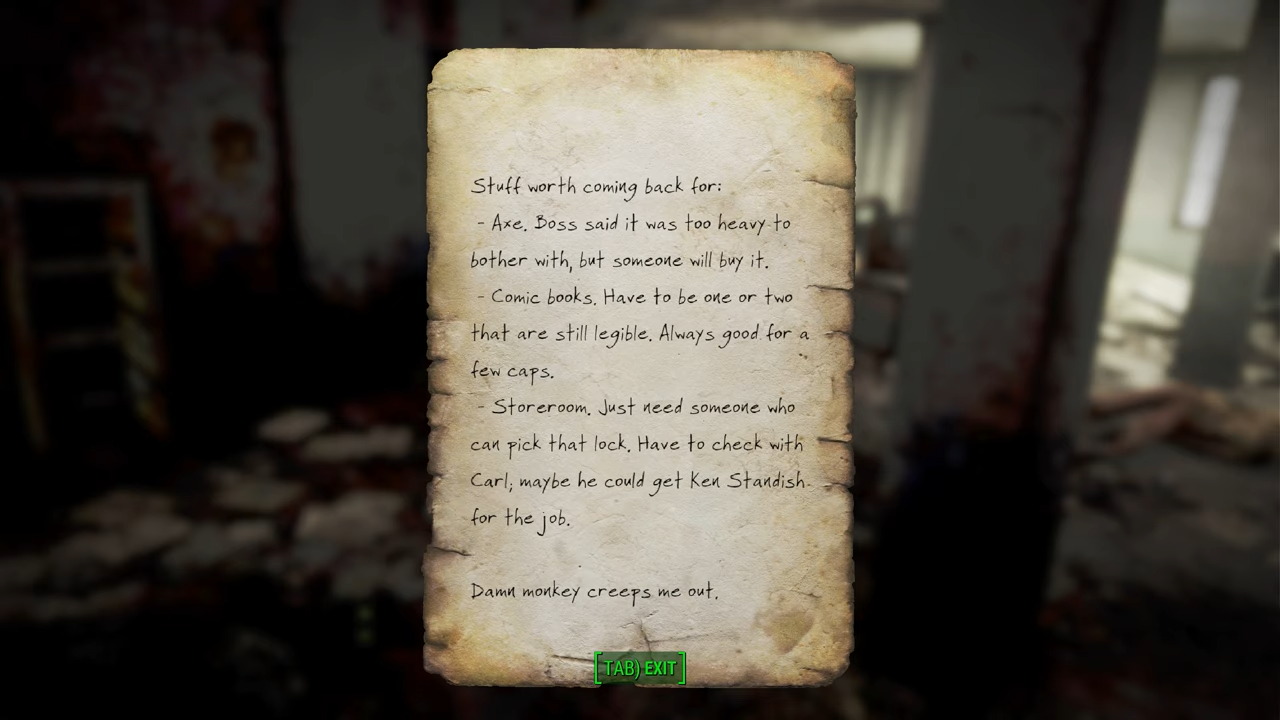 Stuff worth coming back for:
- Axe. Boss said it was too heavy to
bother with, but someone will buy it.
- Comic books. Have to be one or two
that are still legible. Always good for a
few caps.
- Storeroom. Just need someone who
can pick that lock. Have to check with
Carl; maybe he could get Ken Standish
for the job.
Damn monkey creeps me out.
[TAB) EXIT]